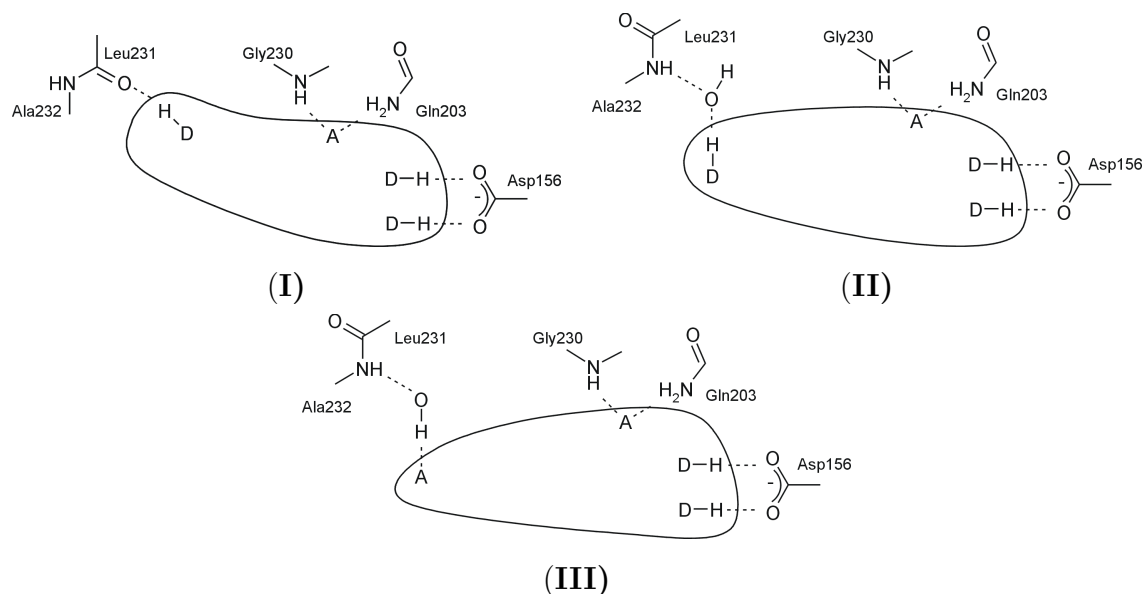 Leu231
O
HN
Ala232
H
D
Gly230
N
H
O
H2N
Gln203
A
D–H
O
-
O
Asp156
D–H
(I)
O
Leu231
NH
Ala232
H
O
H
D
Gly230
N
H
O
H2N
Gln203
A
D–H
O
-
O
Asp156
D–H
(II)
O
Leu231
NH
Ala232
O
H
A
Gly230
N
H
O
H2N
Gln203
A
D–H
O
-
O
Asp156
D–H
(III)